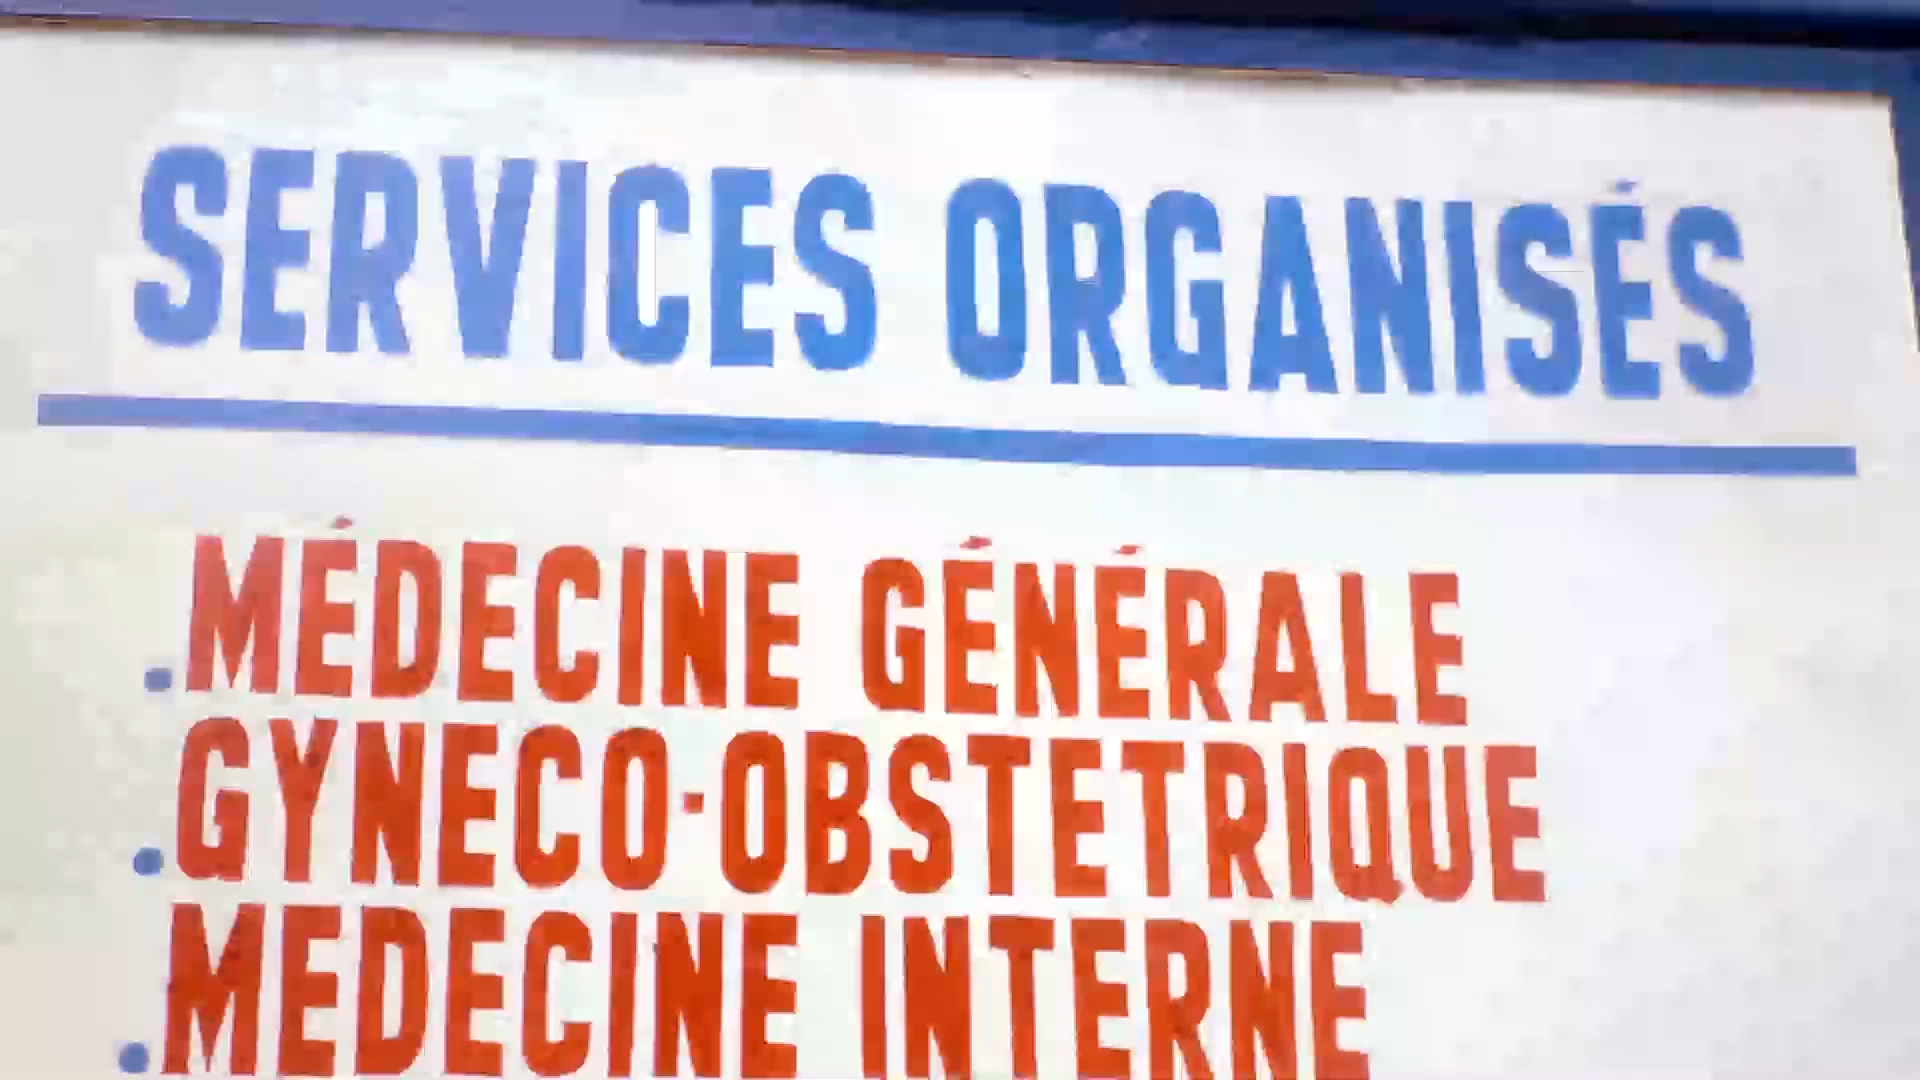 SERVICES ORGANISÉS
.MÉDECINE GÉNÉRALE
.GYNECO-OBSTETRIQUE
.MEDECINE INTERNE